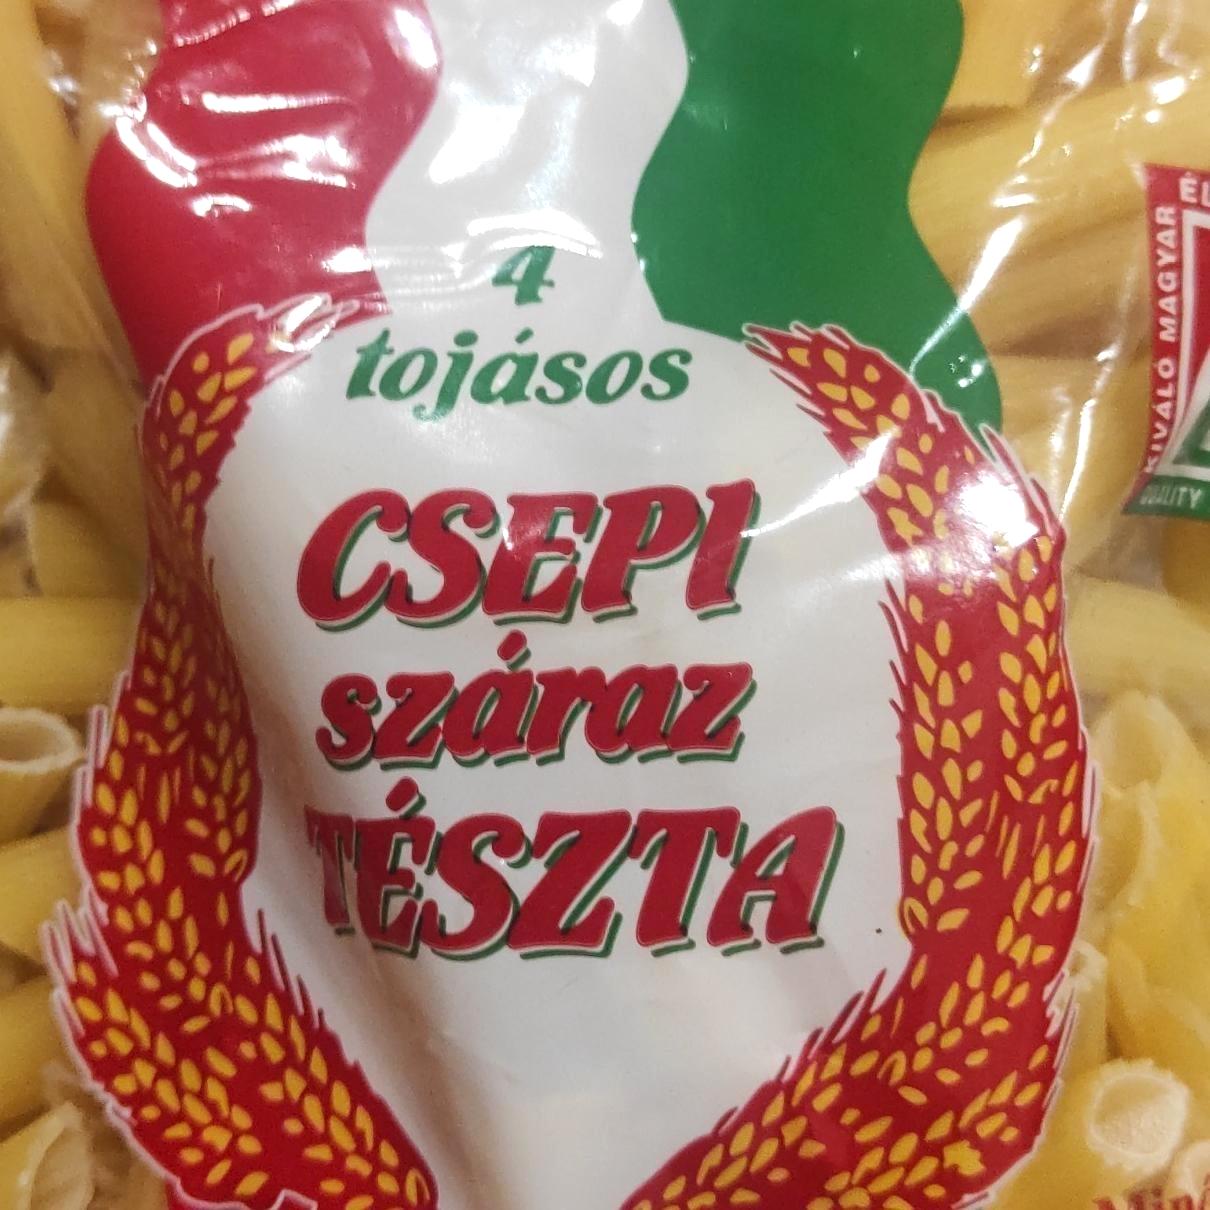 4
tojásos
CSEPI
száraz
TÉSZTA
KIVÁLÓ MAGYAR
QUALITY